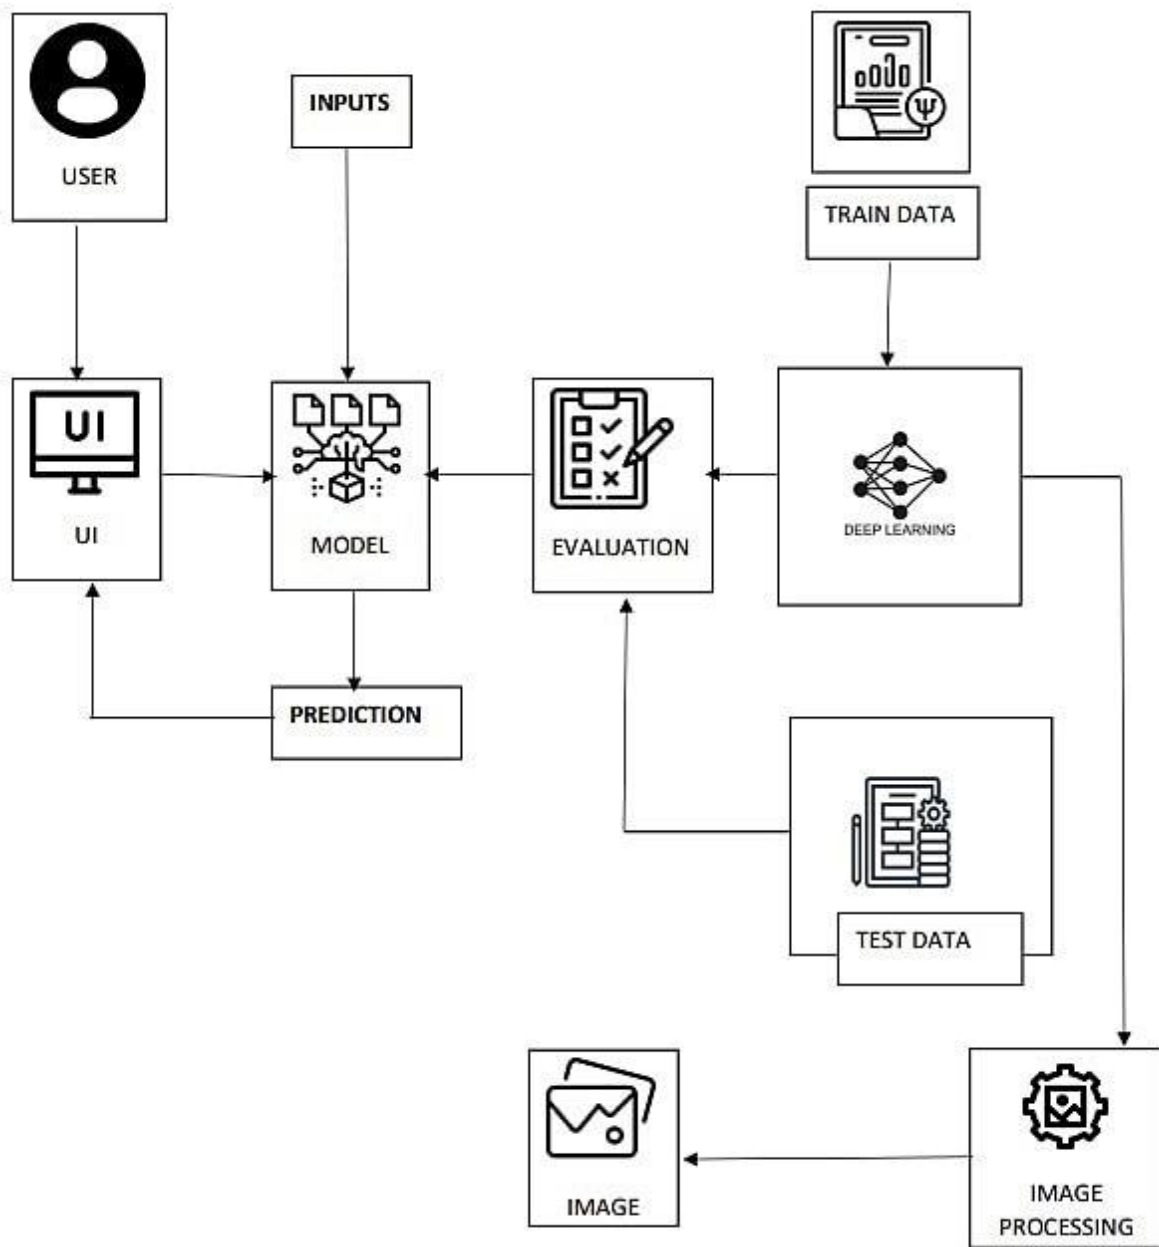 USER
INPUTS
Ψ
TRAIN DATA
UI
UI
MODEL
EVALUATION
DEEP LEARNING
PREDICTION
TEST DATA
IMAGE
IMAGE
PROCESSING